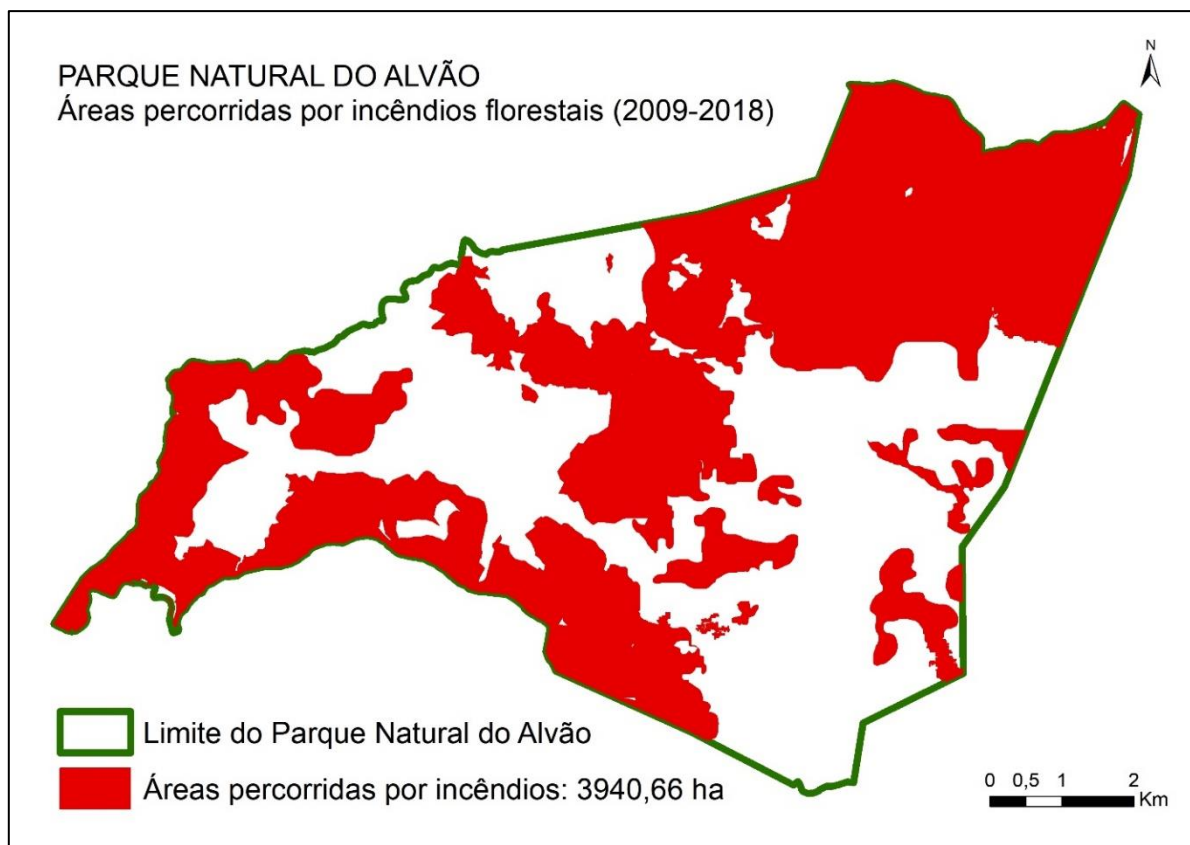 PARQUE NATURAL DO ALVÃO
Áreas percorridas por incêndios florestais (2009-2018)
N
Limite do Parque Natural do Alvão
Áreas percorridas por incêndios: 3940,66 ha
0 0,5 1 2
Km